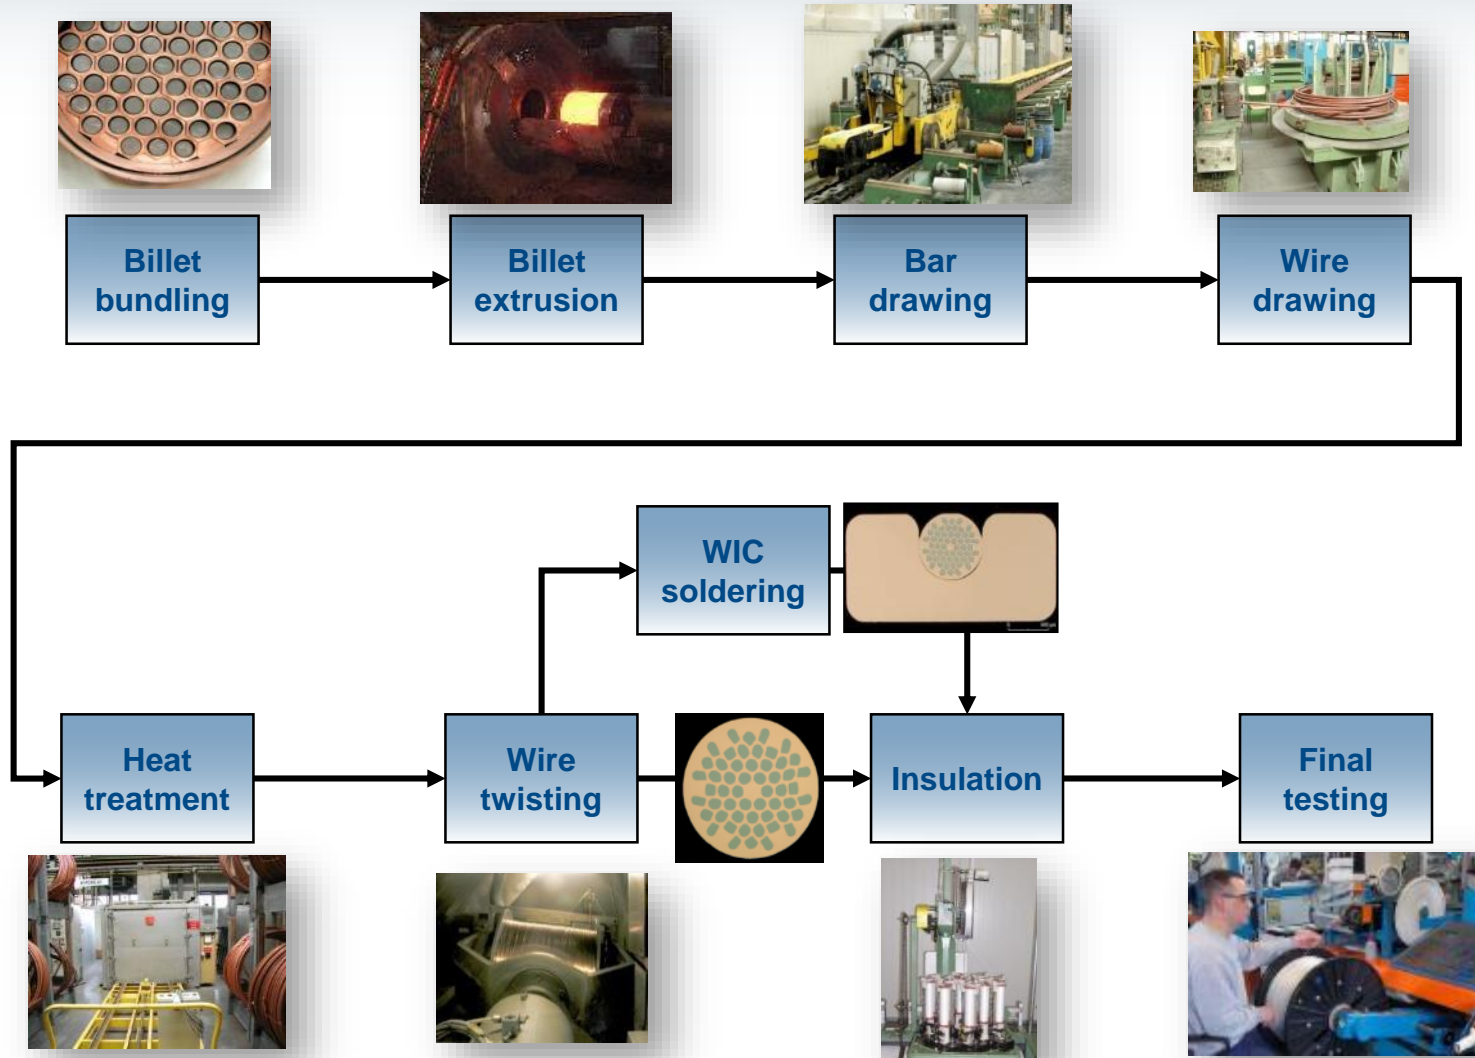 Billet
bundling
Billet
extrusion
Bar
drawing
Wire
drawing
WIC
soldering
Heat
treatment
Wire
twisting
Insulation
Final
testing